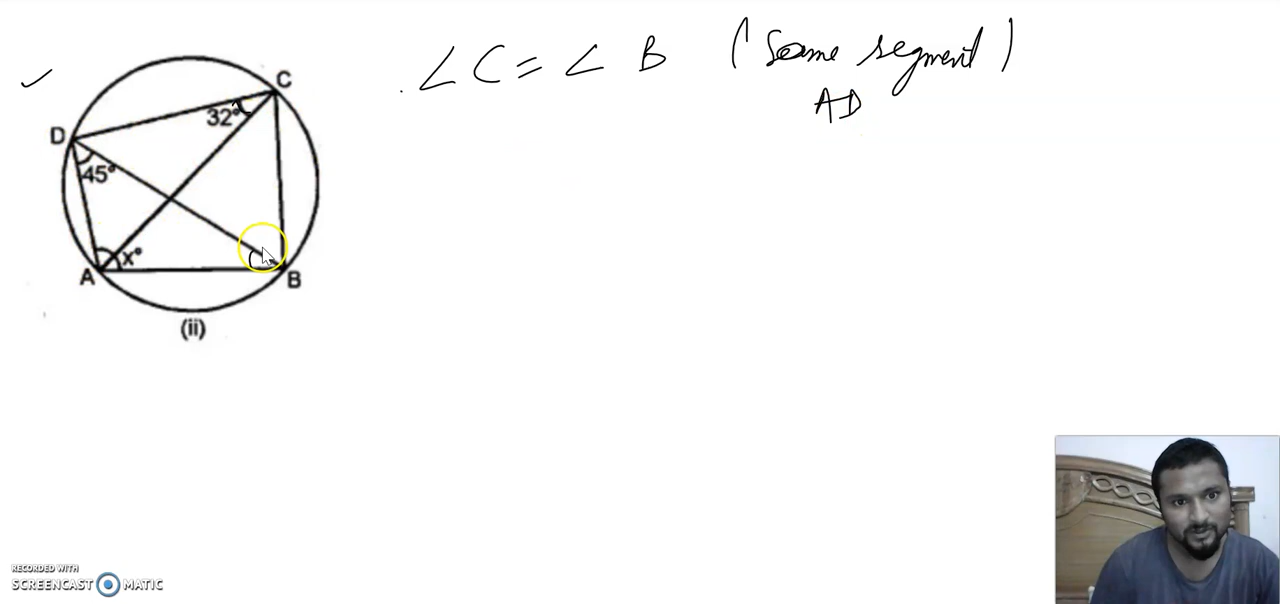 ∠C = ∠B (Same segment)
AD
C
32°
D
45°
x°
A
B
(ii)
RECORDED WITH
SCREENCAST MATIC